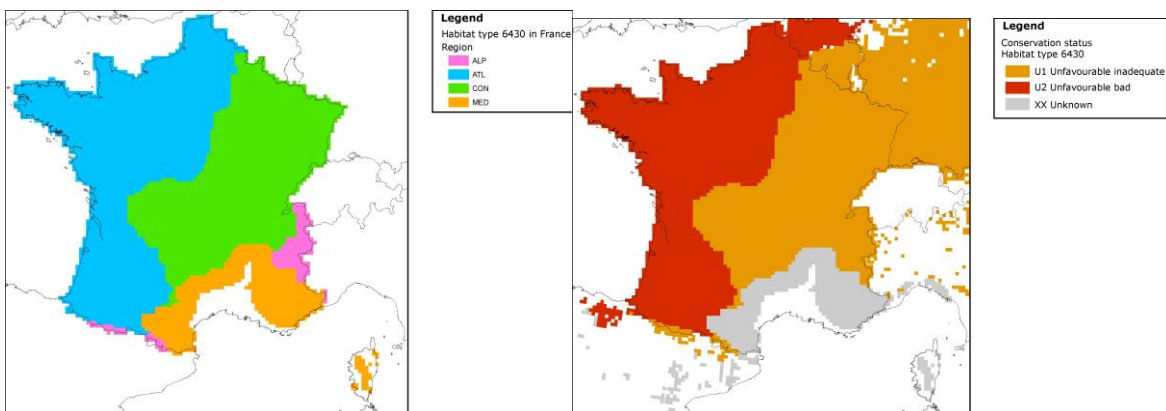 Legend
Habitat type 6430 in France
Region
ALP
ATL
CON
MED
Legend
Conservation status
Habitat type 6430
U1 Unfavourable inadequate
U2 Unfavourable bad
XX Unknown